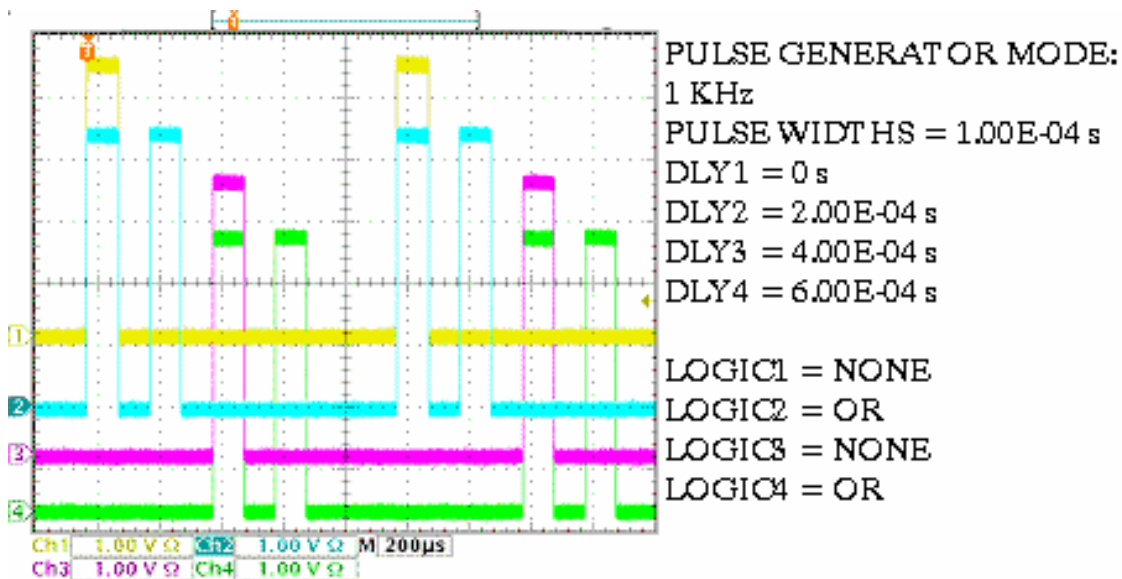 PULSE GENERATOR MODE:
1 KHz
PULSE WIDTHS = 1.00E-04 s
DLY1 = 0 s
DLY2 = 2.00E-04 s
DLY3 = 4.00E-04 s
DLY4 = 6.00E-04 s
LOGIC1 = NONE
LOGIC2 = OR
LOGIC3 = NONE
LOGIC4 = OR
1
2
3
4
Ch1 1.00 V Ω Ch2 1.00 V Ω M 200µs
Ch3 1.00 V Ω Ch4 1.00 V Ω